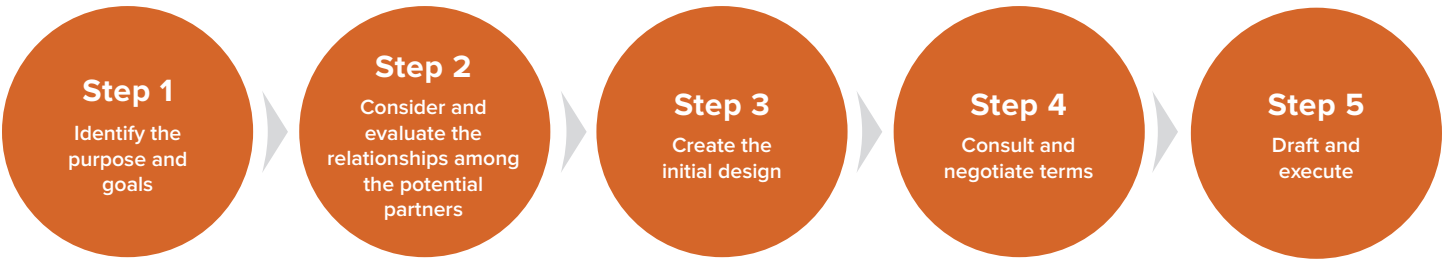 Step 1
Identify the
purpose and
goals
Step 2
Consider and
evaluate the
relationships among
the potential
partners
Step 3
Create the
initial design
Step 4
Consult and
negotiate terms
Step 5
Draft and
execute